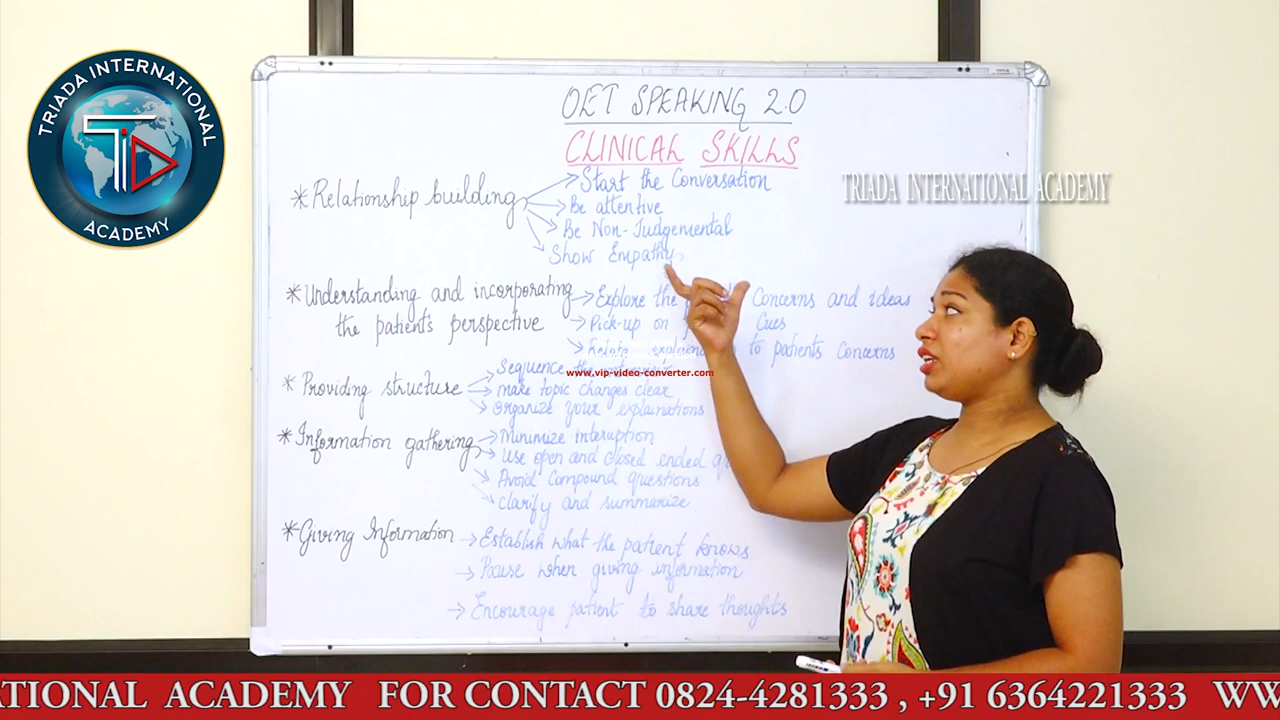 TRIADA INTERNATIONAL
ACADEMY
TiD
OET SPEAKING 2.0
CLINICAL SKILLS
TRIADA INTERNATIONAL ACADEMY
* Relationship building
Start the Conversation
Be attentive
Be Non-Judgemental
Show Empathy
* Understanding and incorporating
the patient's perspective
Explore the Concerns and ideas
Pick-up on Cues
Relate to patients Concerns
www.vip-video-converter.com
* Providing structure
Sequence the
make topic changes clear
Organize your explanations
* Information gathering
Minimize interuption
Use open and closed ended
Avoid Compound questions
Clarify and summarize
* Giving Information
Establish what the patient knows
Pause when giving information
Encourage patient to share thoughts
TIONAL ACADEMY FOR CONTACT 0824-4281333 , +91 6364221333 WW